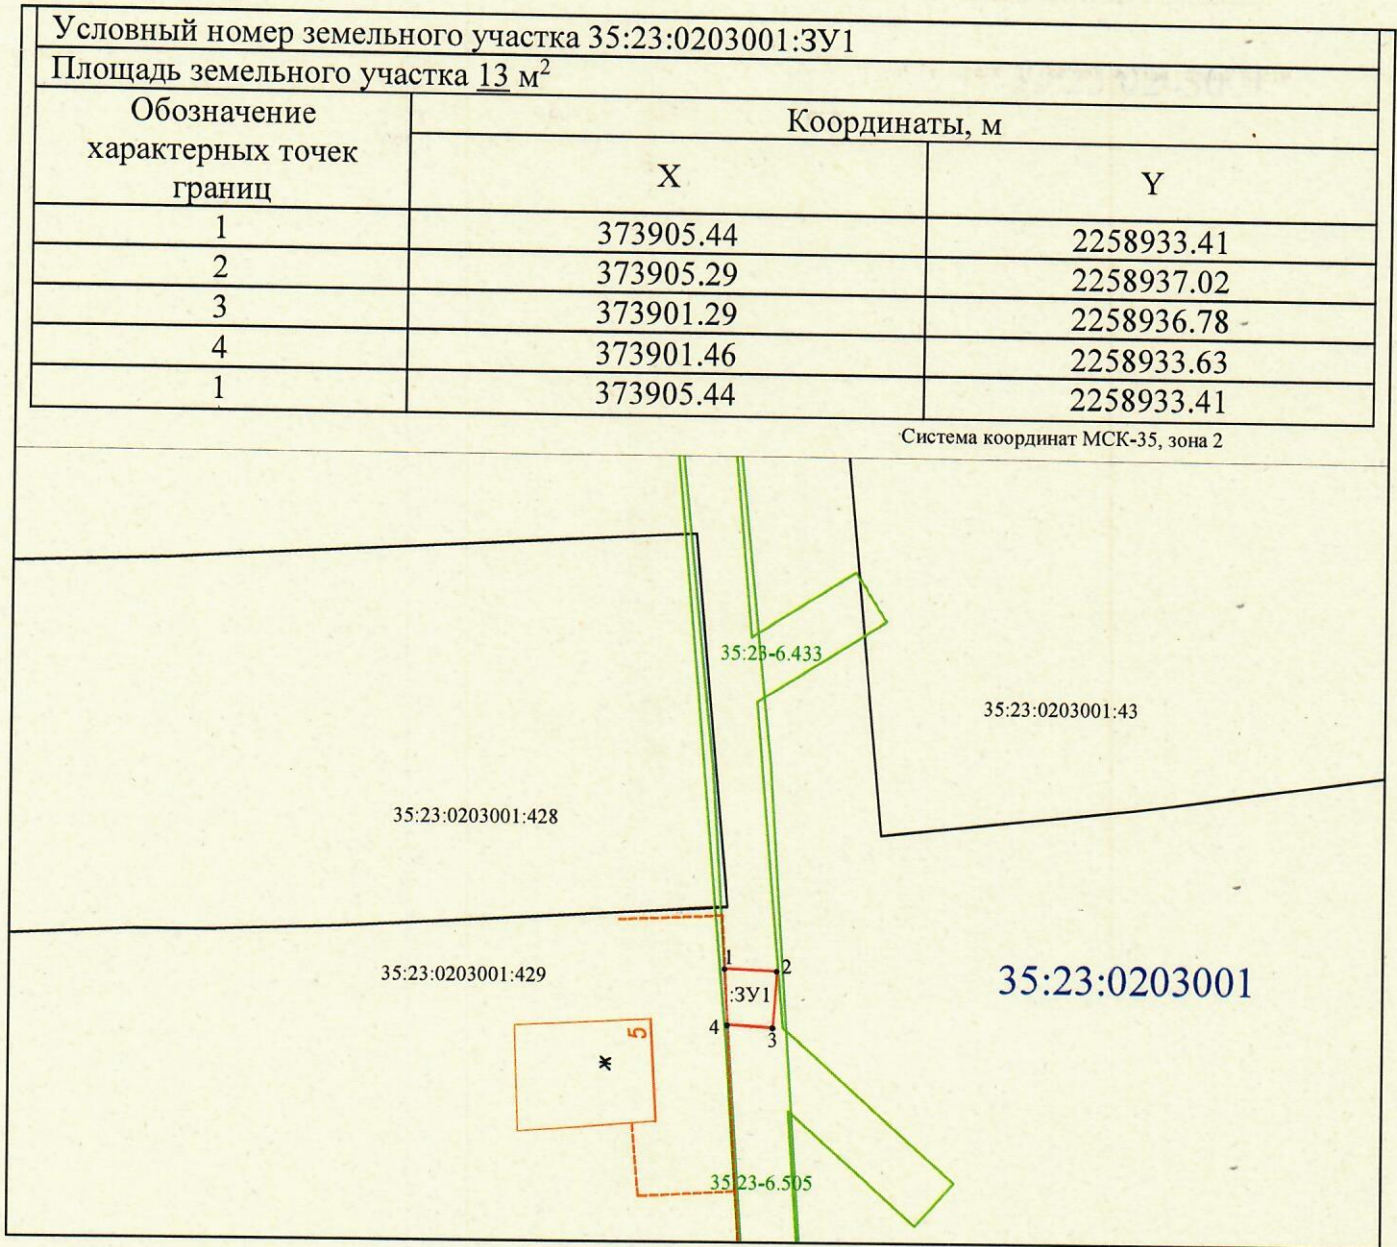 Условный номер земельного участка 35:23:0203001:ЗУ1
Площадь земельного участка 13 м²
Обозначение характерных точек границ
Координаты, м
X Y
1 373905.44 2258933.41
2 373905.29 2258937.02
3 373901.29 2258936.78
4 373901.46 2258933.63
1 373905.44 2258933.41
Система координат МСК-35, зона 2
35:23-6.433
35:23:0203001:43
35:23:0203001:428
1
2
35:23:0203001:429
35:23:0203001
:ЗУ1
4
3
5
ж
35:23-6.505